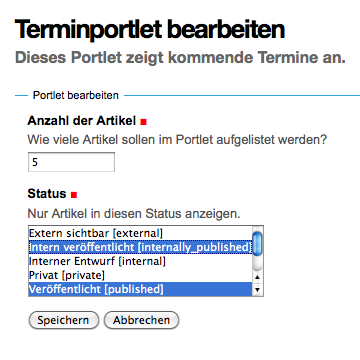 Terminportlet bearbeiten
Dieses Portlet zeigt kommende Termine an.
Portlet bearbeiten
Anzahl der Artikel
Wie viele Artikel sollen im Portlet aufgelistet werden?
5
Status
Nur Artikel in diesen Status anzeigen.
Extern sichtbar [external]
Intern veröffentlicht [internally_published]
Interner Entwurf [internal]
Privat [private]
Veröffentlicht [published]
Speichern Abbrechen